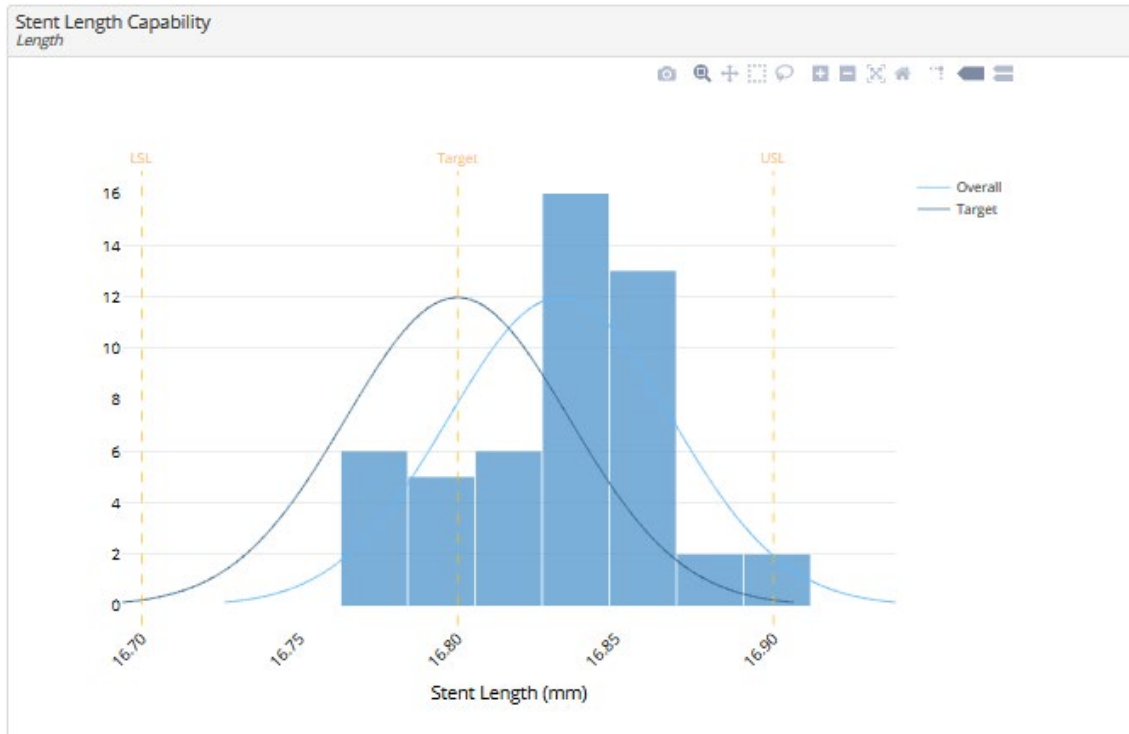 Stent Length Capability
Length
LSL
Target
USL
Overall
Target
16
14
12
10
8
6
4
2
0
16.70
16.75
16.80
16.85
16.90
Stent Length (mm)